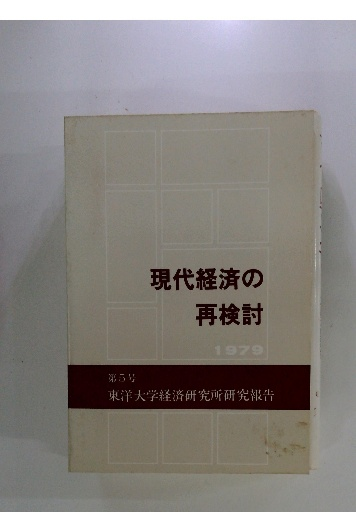 現代経済の
再検討
1979
第5号
東洋大学経済研究所研究報告